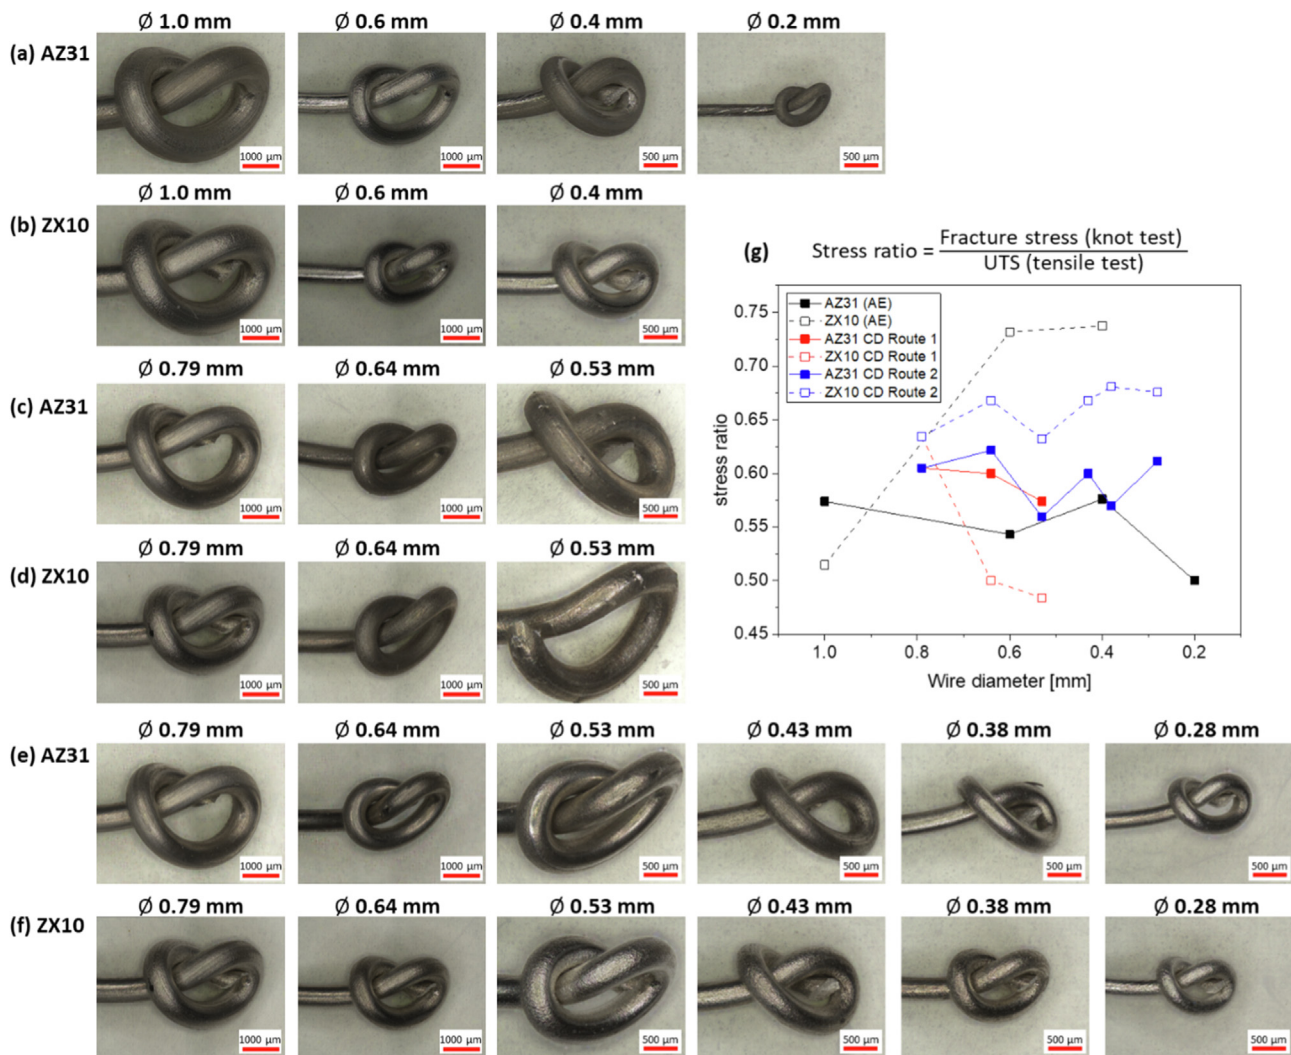 Ø 1.0 mm Ø 0.6 mm Ø 0.4 mm Ø 0.2 mm
(a) AZ31
1000 µm 1000 µm 500 µm 500 µm
Ø 1.0 mm Ø 0.6 mm Ø 0.4 mm
(b) ZX10
1000 µm 1000 µm 500 µm
Ø 0.79 mm Ø 0.64 mm Ø 0.53 mm
(c) AZ31
1000 µm 1000 µm 500 µm
Ø 0.79 mm Ø 0.64 mm Ø 0.53 mm
(d) ZX10
1000 µm 1000 µm 500 µm
(g) Stress ratio = Fracture stress (knot test)
UTS (tensile test)
AZ31 (AE)
ZX10 (AE)
AZ31 CD Route 1
ZX10 CD Route 1
AZ31 CD Route 2
ZX10 CD Route 2
0.75
0.70
0.65
0.60
0.55
0.50
0.45
stress ratio
1.0 0.8 0.6 0.4 0.2
Wire diameter [mm]
Ø 0.79 mm Ø 0.64 mm Ø 0.53 mm Ø 0.43 mm Ø 0.38 mm Ø 0.28 mm
(e) AZ31
1000 µm 1000 µm 500 µm 500 µm 500 µm 500 µm
Ø 0.79 mm Ø 0.64 mm Ø 0.53 mm Ø 0.43 mm Ø 0.38 mm Ø 0.28 mm
(f) ZX10
1000 µm 1000 µm 500 µm 500 µm 500 µm 500 µm